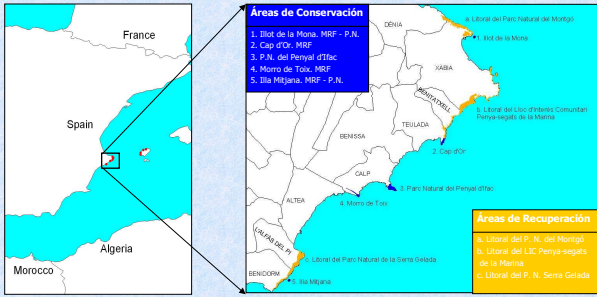 France
Spain
Algeria
Morocco
Áreas de Conservación
1. Illot de la Mona. MRF - P.N.
2. Cap d'Or. MRF
3. P.N. del Penyal d'Ifac
4. Morro de Toix. MRF
5. Illa Mitjana. MRF - P.N.
DÉNIA
a. Litoral del Parc Natural del Montgó
1. Illot de la Mona
XABIA
BENITATXELL
b. Litoral del Lloc d'Interés Comunitari
Penya-segats de la Marina
TEULADA
BENISSA
2. Cap d'Or
CALP
3. Parc Natural del Penyal d'Ifac
4. Morro de Toix
ALTEA
L'ALFÀS DEL PI
c. Litoral del Parc Natural de la Serra Gelada
BENIDORM
5. Illa Mitjana
Áreas de Recuperación
a. Litoral del P. N. del Montgó
b. Litoral del LIC Penya-segats
de la Marina
c. Litoral del P. N. Serra Gelada